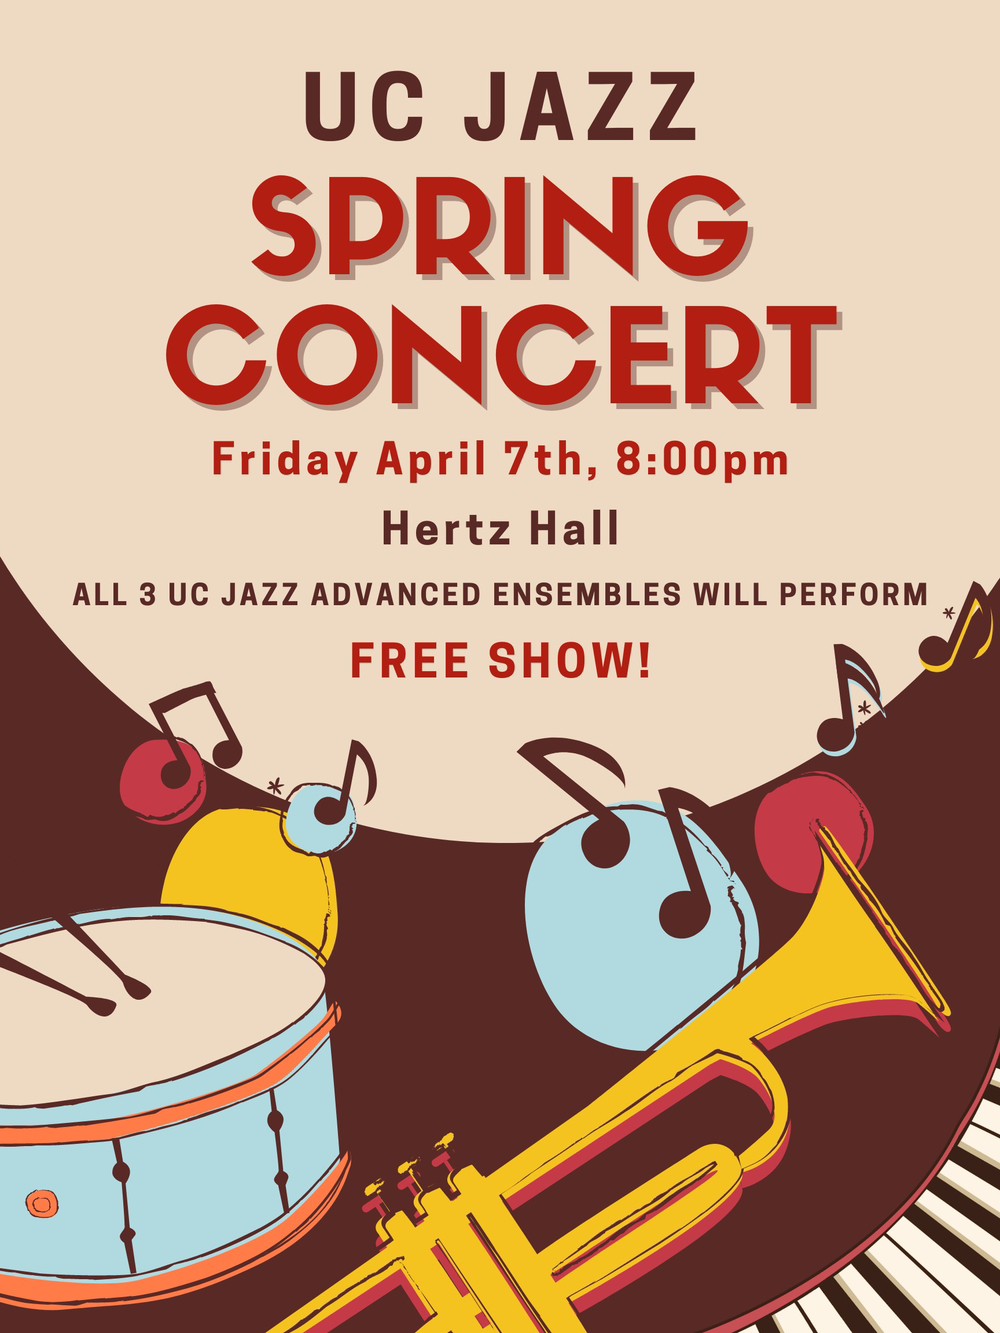 UC JAZZ
SPRING
CONCERT
Friday April 7th, 8:00pm
Hertz Hall
ALL 3 UC JAZZ ADVANCED ENSEMBLES WILL PERFORM
FREE SHOW!